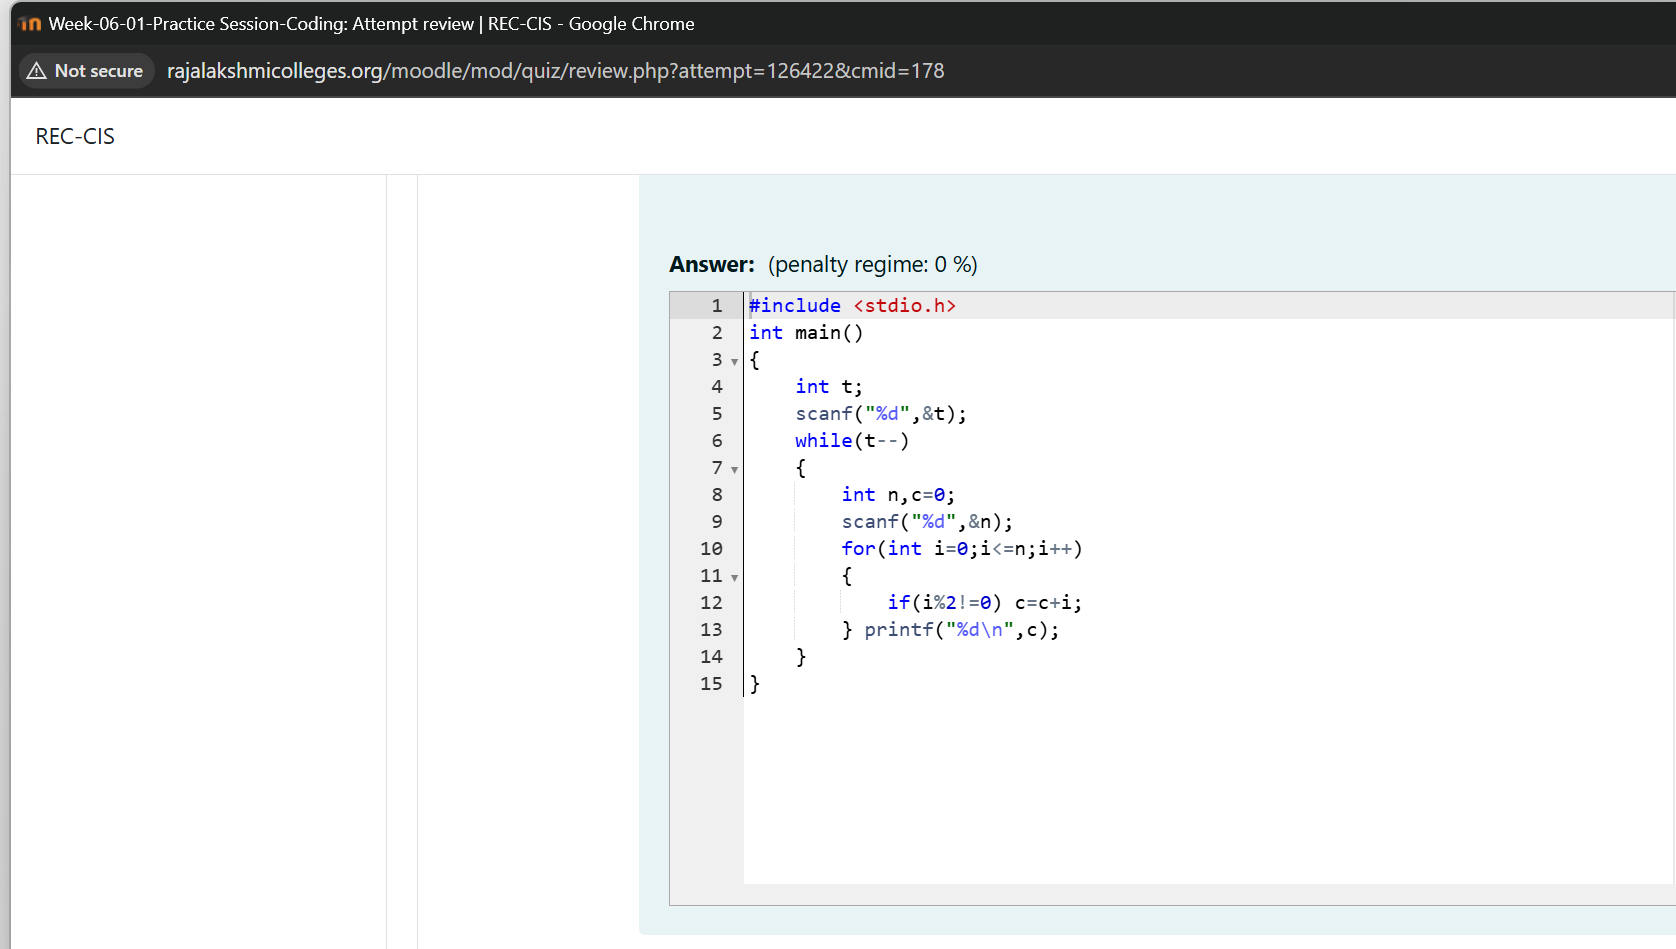 Week-06-01-Practice Session-Coding: Attempt review | REC-CIS - Google Chrome
Not secure rajalakshmicolleges.org/moodle/mod/quiz/review.php?attempt=126422&cmid=178
REC-CIS
Answer: (penalty regime: 0 %)
1 #include <stdio.h>
2 int main()
3 {
4     int t;
5     scanf("%d",&t);
6     while(t--)
7     {
8         int n,c=0;
9         scanf("%d",&n);
10         for(int i=0;i<=n;i++)
11         {
12             if(i%2!=0) c=c+i;
13         } printf("%d\n",c);
14     }
15 }